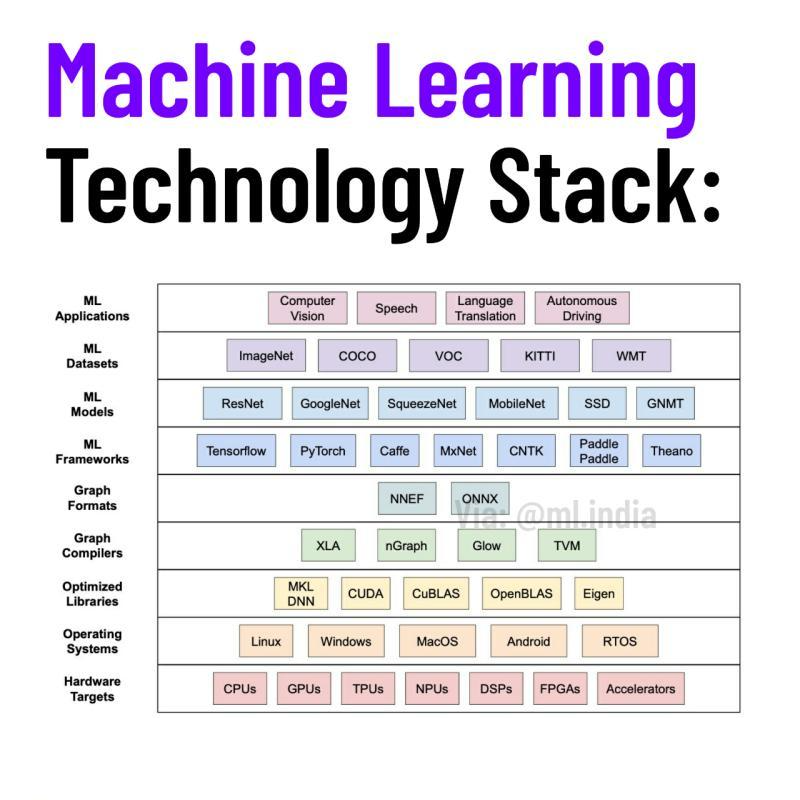 Machine Learning
Technology Stack:
ML
Applications
Computer
Vision
Speech
Language
Translation
Autonomous
Driving
ML
Datasets
ImageNet
COCO
VOC
KITTI
WMT
ML
Models
ResNet
GoogleNet
SqueezeNet
MobileNet
SSD
GNMT
ML
Frameworks
Tensorflow
PyTorch
Caffe
MxNet
CNTK
Paddle
Paddle
Theano
Graph
Formats
NNEF
ONNX
Via: @ml.india
Graph
Compilers
XLA
nGraph
Glow
TVM
Optimized
Libraries
MKL
DNN
CUDA
CuBLAS
OpenBLAS
Eigen
Operating
Systems
Linux
Windows
MacOS
Android
RTOS
Hardware
Targets
CPUs
GPUs
TPUs
NPUs
DSPs
FPGAs
Accelerators